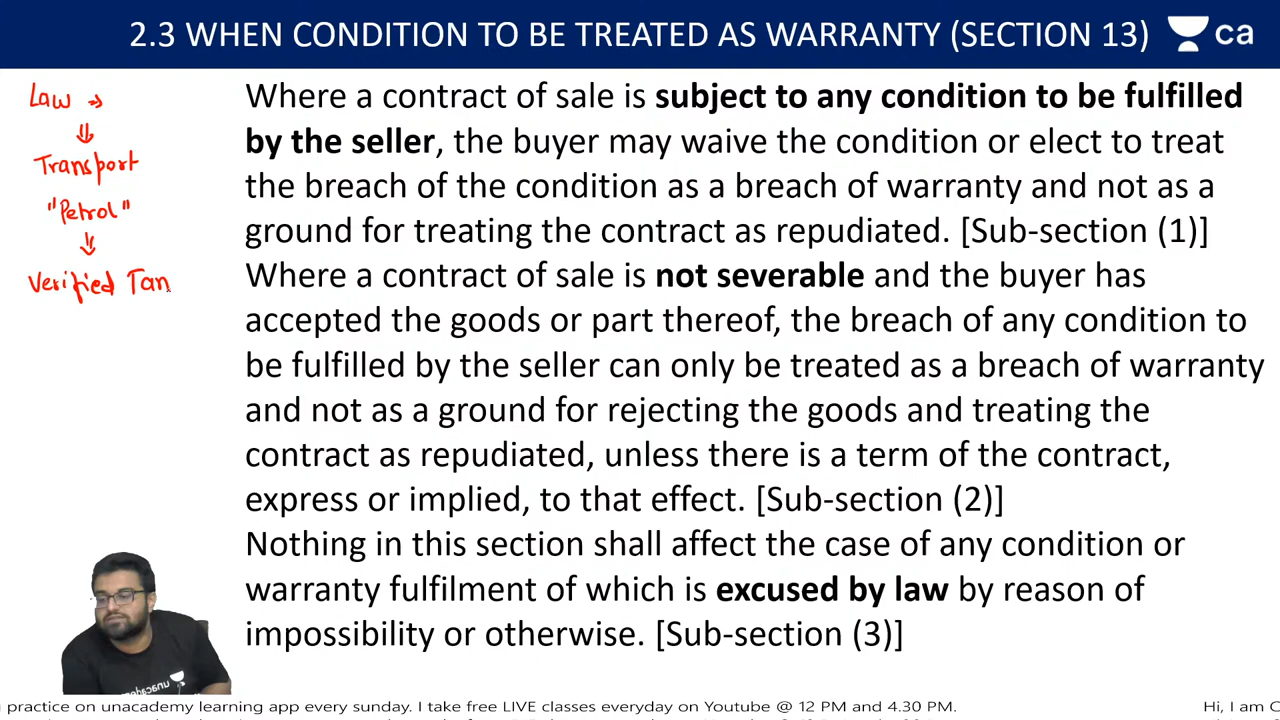 2.3 WHEN CONDITION TO BE TREATED AS WARRANTY (SECTION 13)
ca
Law →
Transport
"Petrol"
Verified Tan
Where a contract of sale is subject to any condition to be fulfilled
by the seller, the buyer may waive the condition or elect to treat
the breach of the condition as a breach of warranty and not as a
ground for treating the contract as repudiated. [Sub-section (1)]
Where a contract of sale is not severable and the buyer has
accepted the goods or part thereof, the breach of any condition to
be fulfilled by the seller can only be treated as a breach of warranty
and not as a ground for rejecting the goods and treating the
contract as repudiated, unless there is a term of the contract,
express or implied, to that effect. [Sub-section (2)]
Nothing in this section shall affect the case of any condition or
warranty fulfilment of which is excused by law by reason of
impossibility or otherwise. [Sub-section (3)]
practice on unacademy learning app every sunday. I take free LIVE classes everyday on Youtube @ 12 PM and 4.30 PM.
Hi, I am C